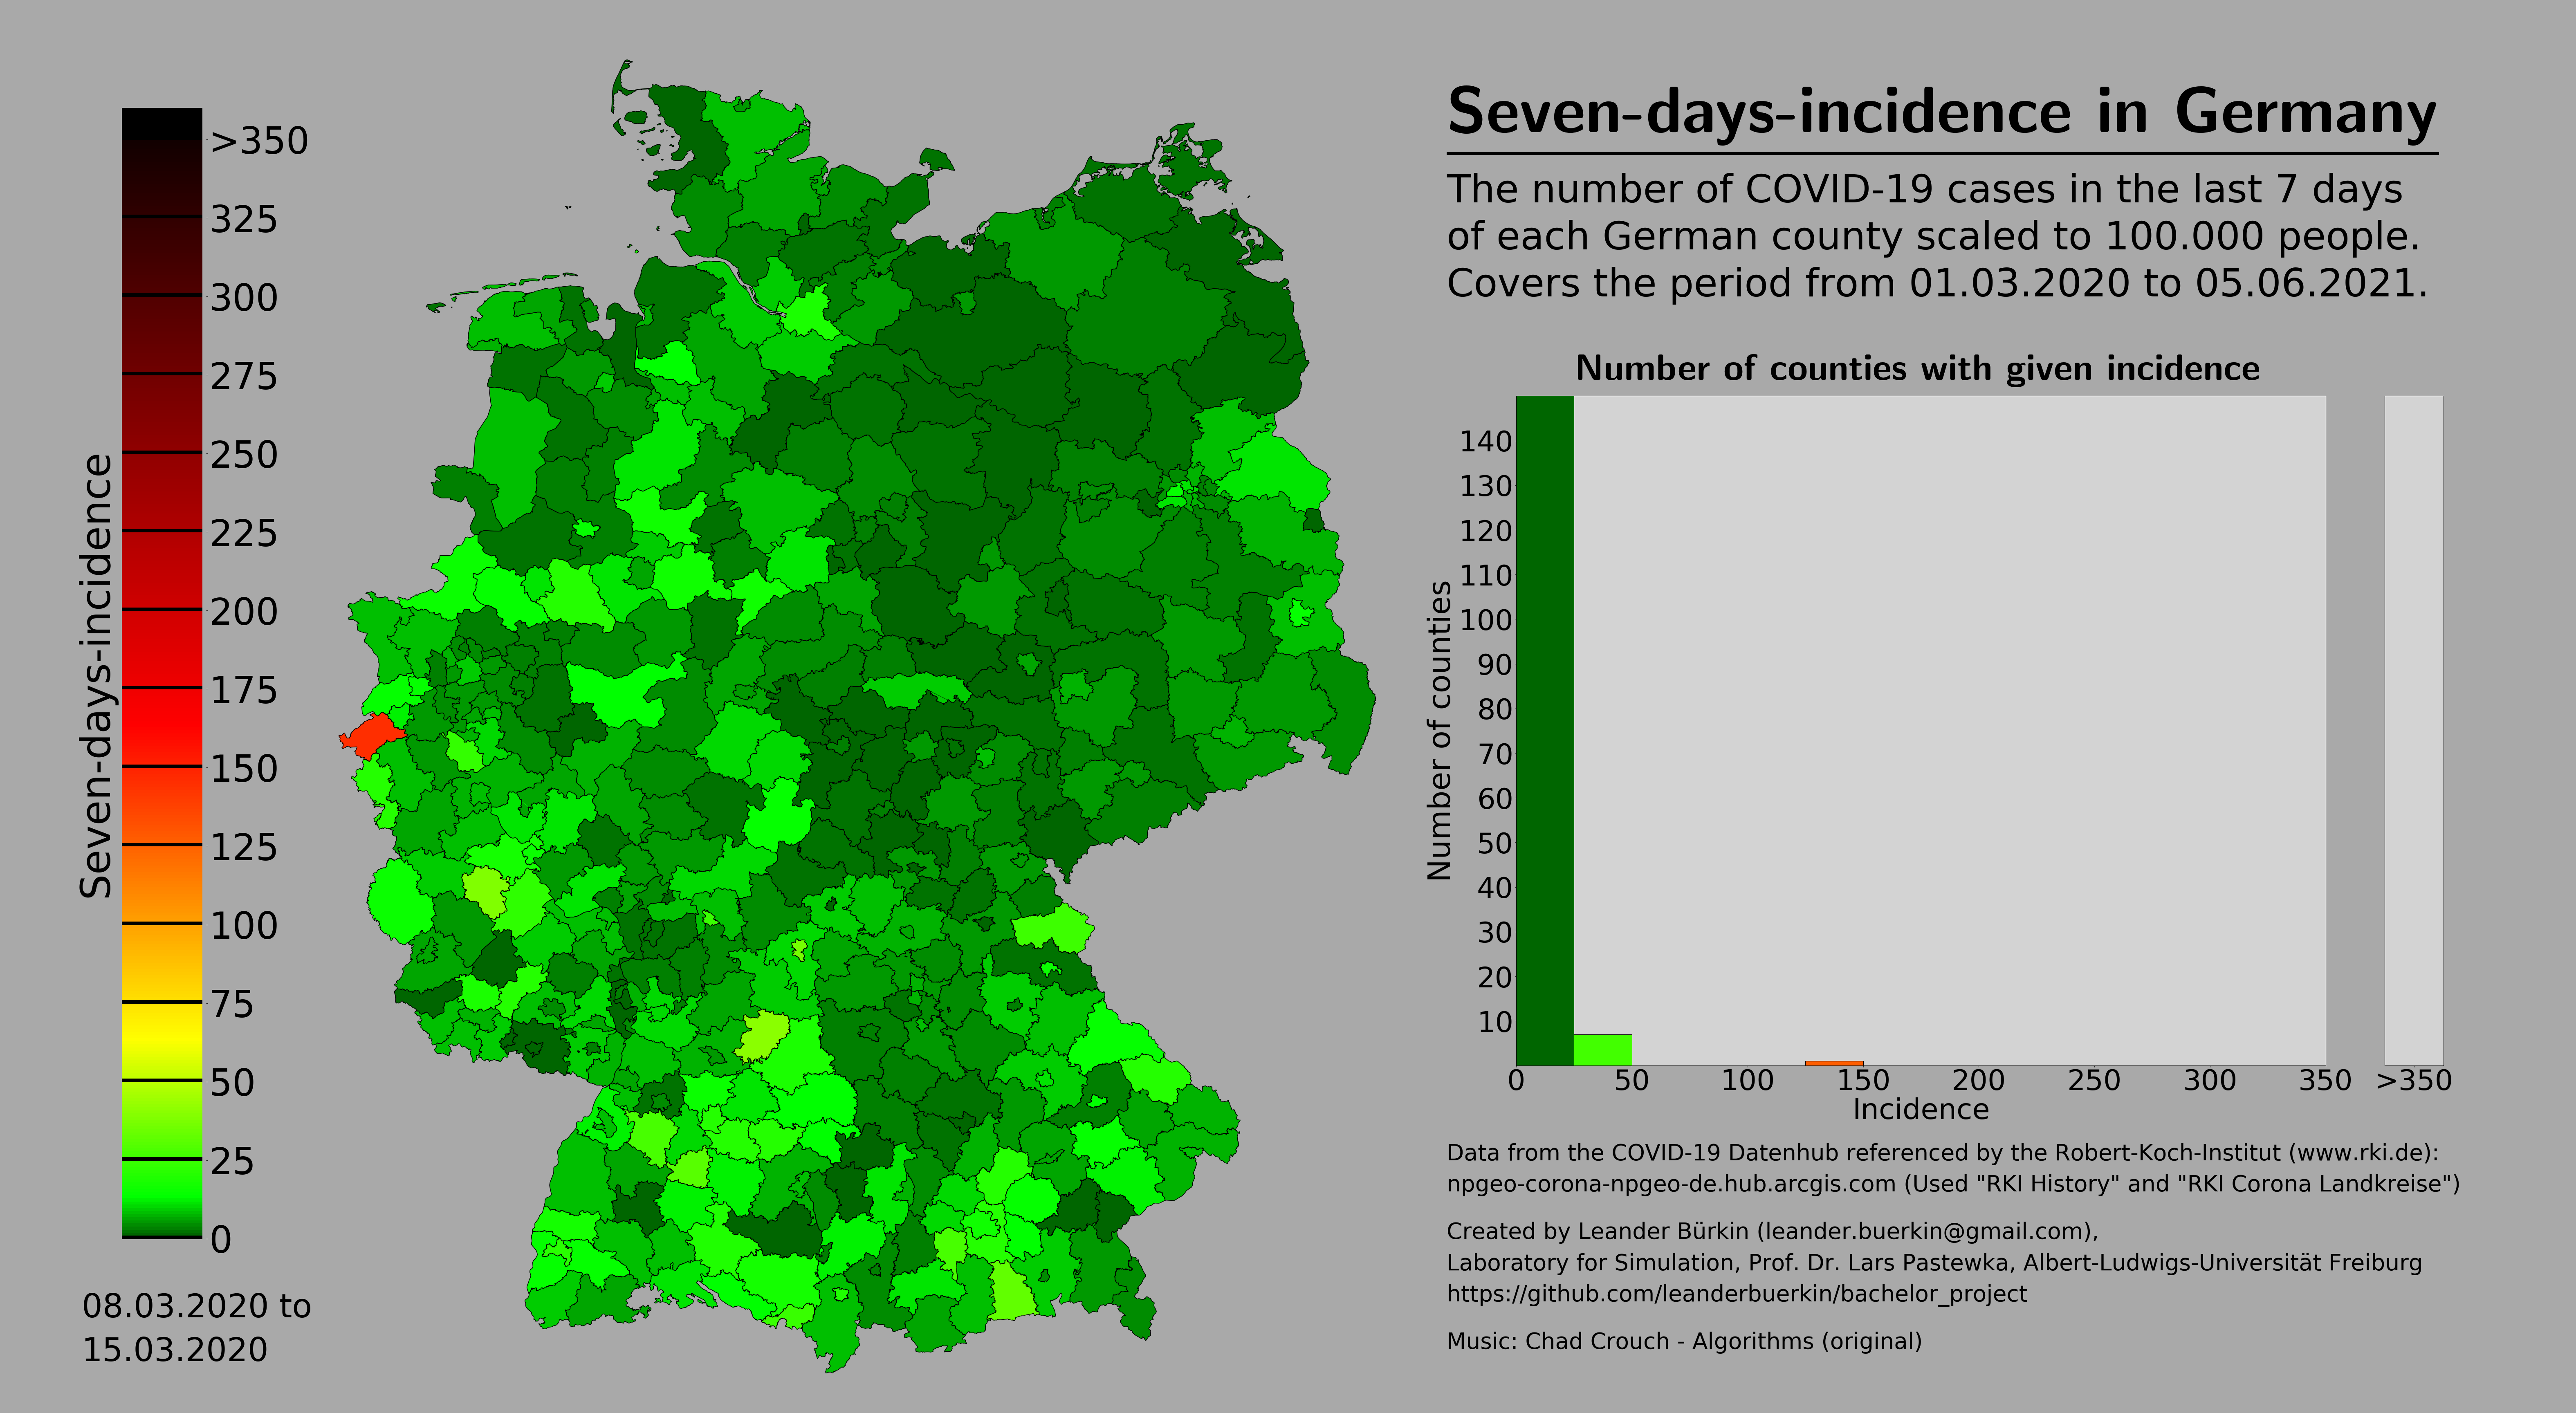 Seven-days-incidence in Germany
The number of COVID-19 cases in the last 7 days
of each German county scaled to 100.000 people.
Covers the period from 01.03.2020 to 05.06.2021.
Seven-days-incidence
>350
325
300
275
250
225
200
175
150
125
100
75
50
25
0
08.03.2020 to
15.03.2020
Number of counties with given incidence
Number of counties
140
130
120
110
100
90
80
70
60
50
40
30
20
10
0 50 100 150 200 250 300 350 >350
Incidence
Data from the COVID-19 Datenhub referenced by the Robert-Koch-Institut (www.rki.de):
npgeo-corona-npgeo-de.hub.arcgis.com (Used "RKI History" and "RKI Corona Landkreise")
Created by Leander Bürkin (leander.buerkin@gmail.com),
Laboratory for Simulation, Prof. Dr. Lars Pastewka, Albert-Ludwigs-Universität Freiburg
https://github.com/leanderbuerkin/bachelor_project
Music: Chad Crouch - Algorithms (original)